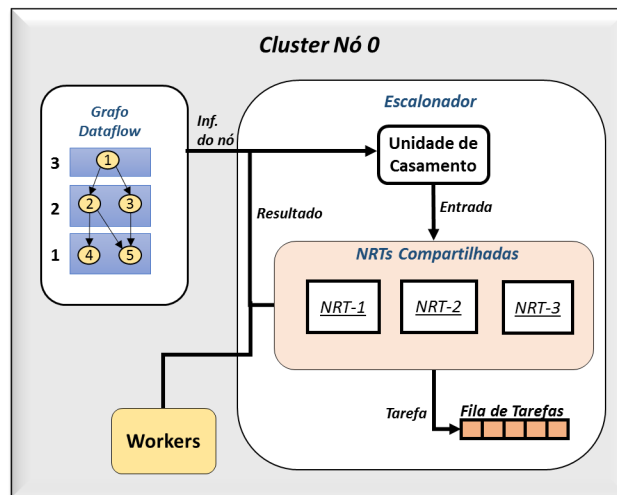 Cluster Nó 0
Grafo
Dataflow
3
1
2
2
3
1
4
5
Inf.
do nó
Resultado
Escalonador
Unidade de
Casamento
Entrada
NRTs Compartilhadas
NRT-1
NRT-2
NRT-3
Tarefa
Fila de Tarefas
Workers